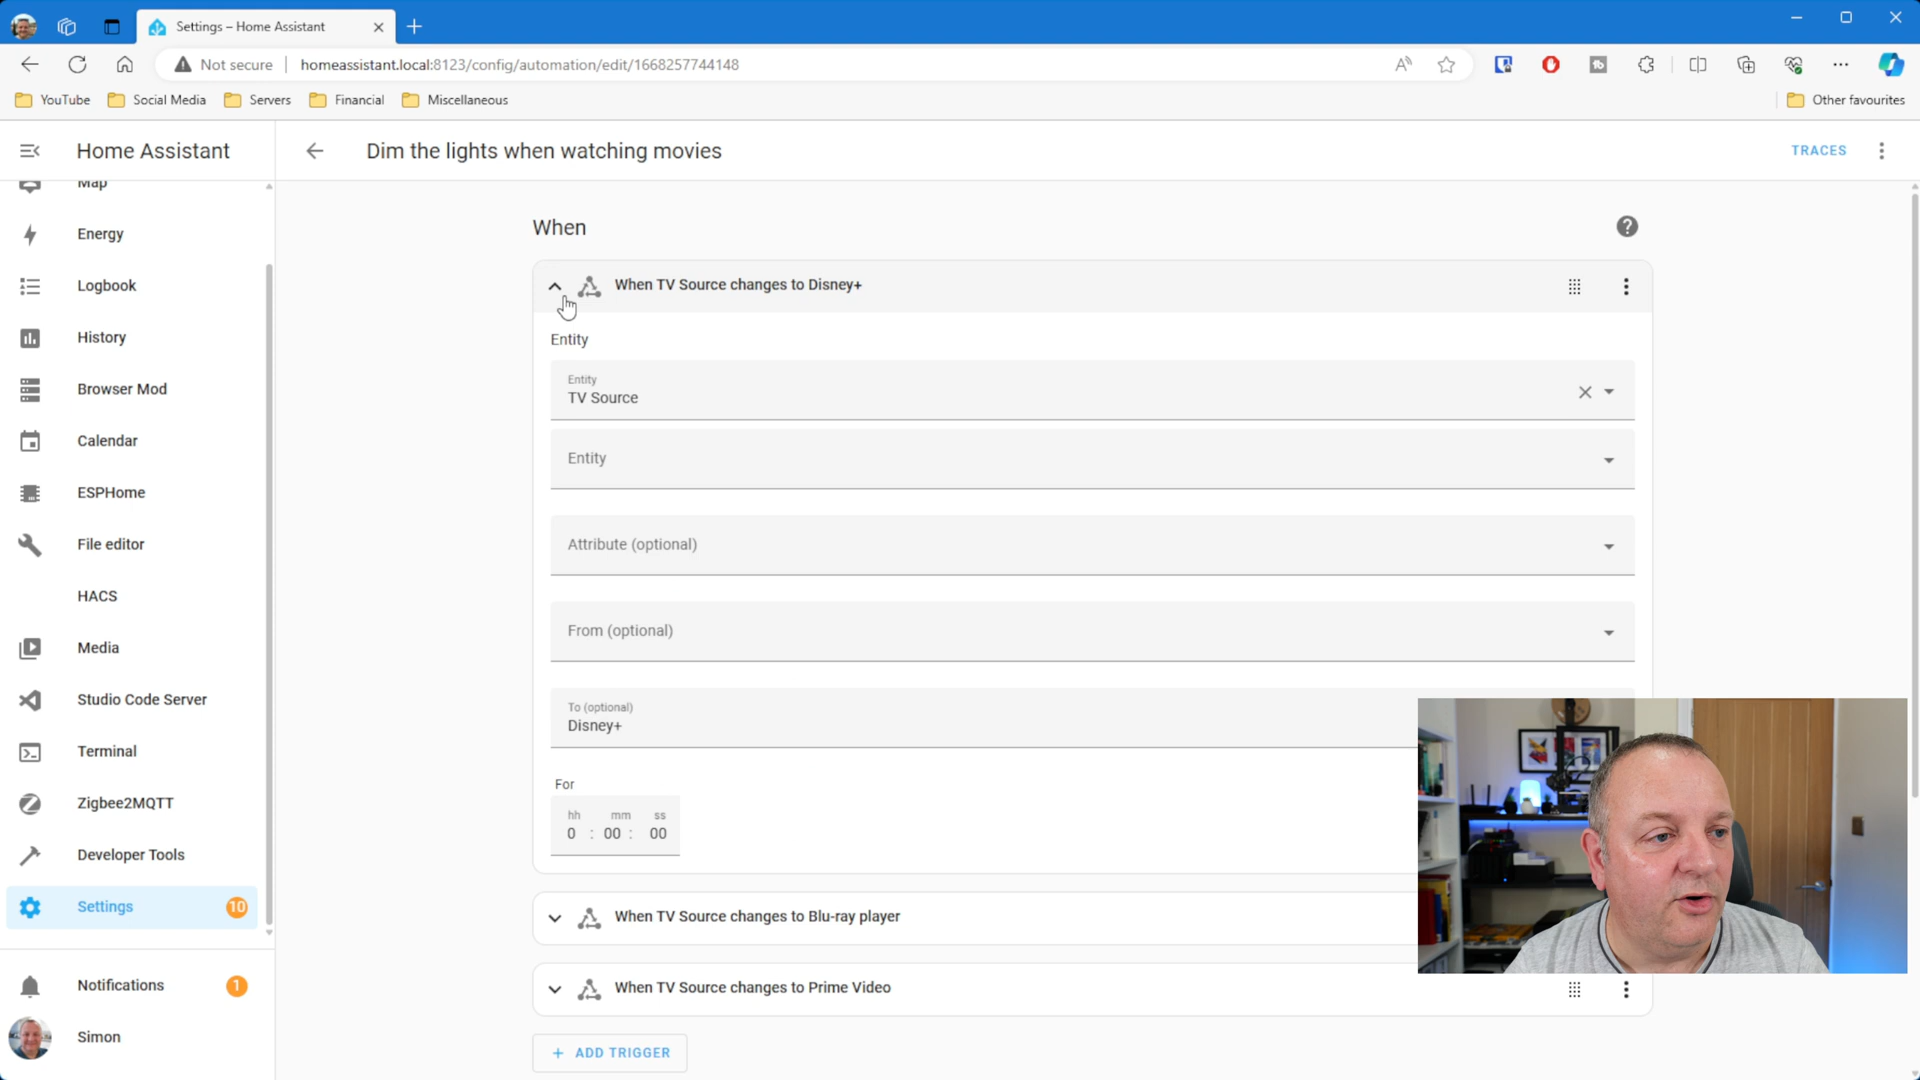 Settings – Home Assistant
Not secure
homeassistant.local:8123/config/automation/edit/1668257744148
YouTube
Social Media
Servers
Financial
Miscellaneous
Other favourites
Home Assistant
Dim the lights when watching movies
TRACES
Map
Energy
Logbook
History
Browser Mod
Calendar
ESPHome
File editor
HACS
Media
Studio Code Server
Terminal
Zigbee2MQTT
Developer Tools
Settings
10
Notifications
1
Simon
When
When TV Source changes to Disney+
Entity
Entity
TV Source
Entity
Attribute (optional)
From (optional)
To (optional)
Disney+
For
hh mm ss
0 : 00 : 00
When TV Source changes to Blu-ray player
When TV Source changes to Prime Video
+ ADD TRIGGER